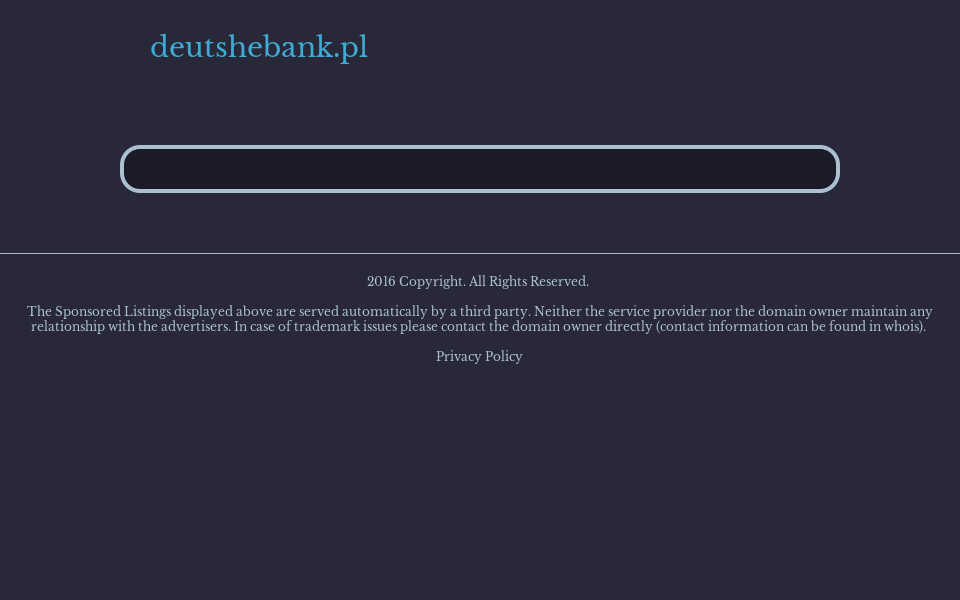 deutshebank.pl
2016 Copyright. All Rights Reserved.
The Sponsored Listings displayed above are served automatically by a third party. Neither the service provider nor the domain owner maintain any
relationship with the advertisers. In case of trademark issues please contact the domain owner directly (contact information can be found in whois).
Privacy Policy